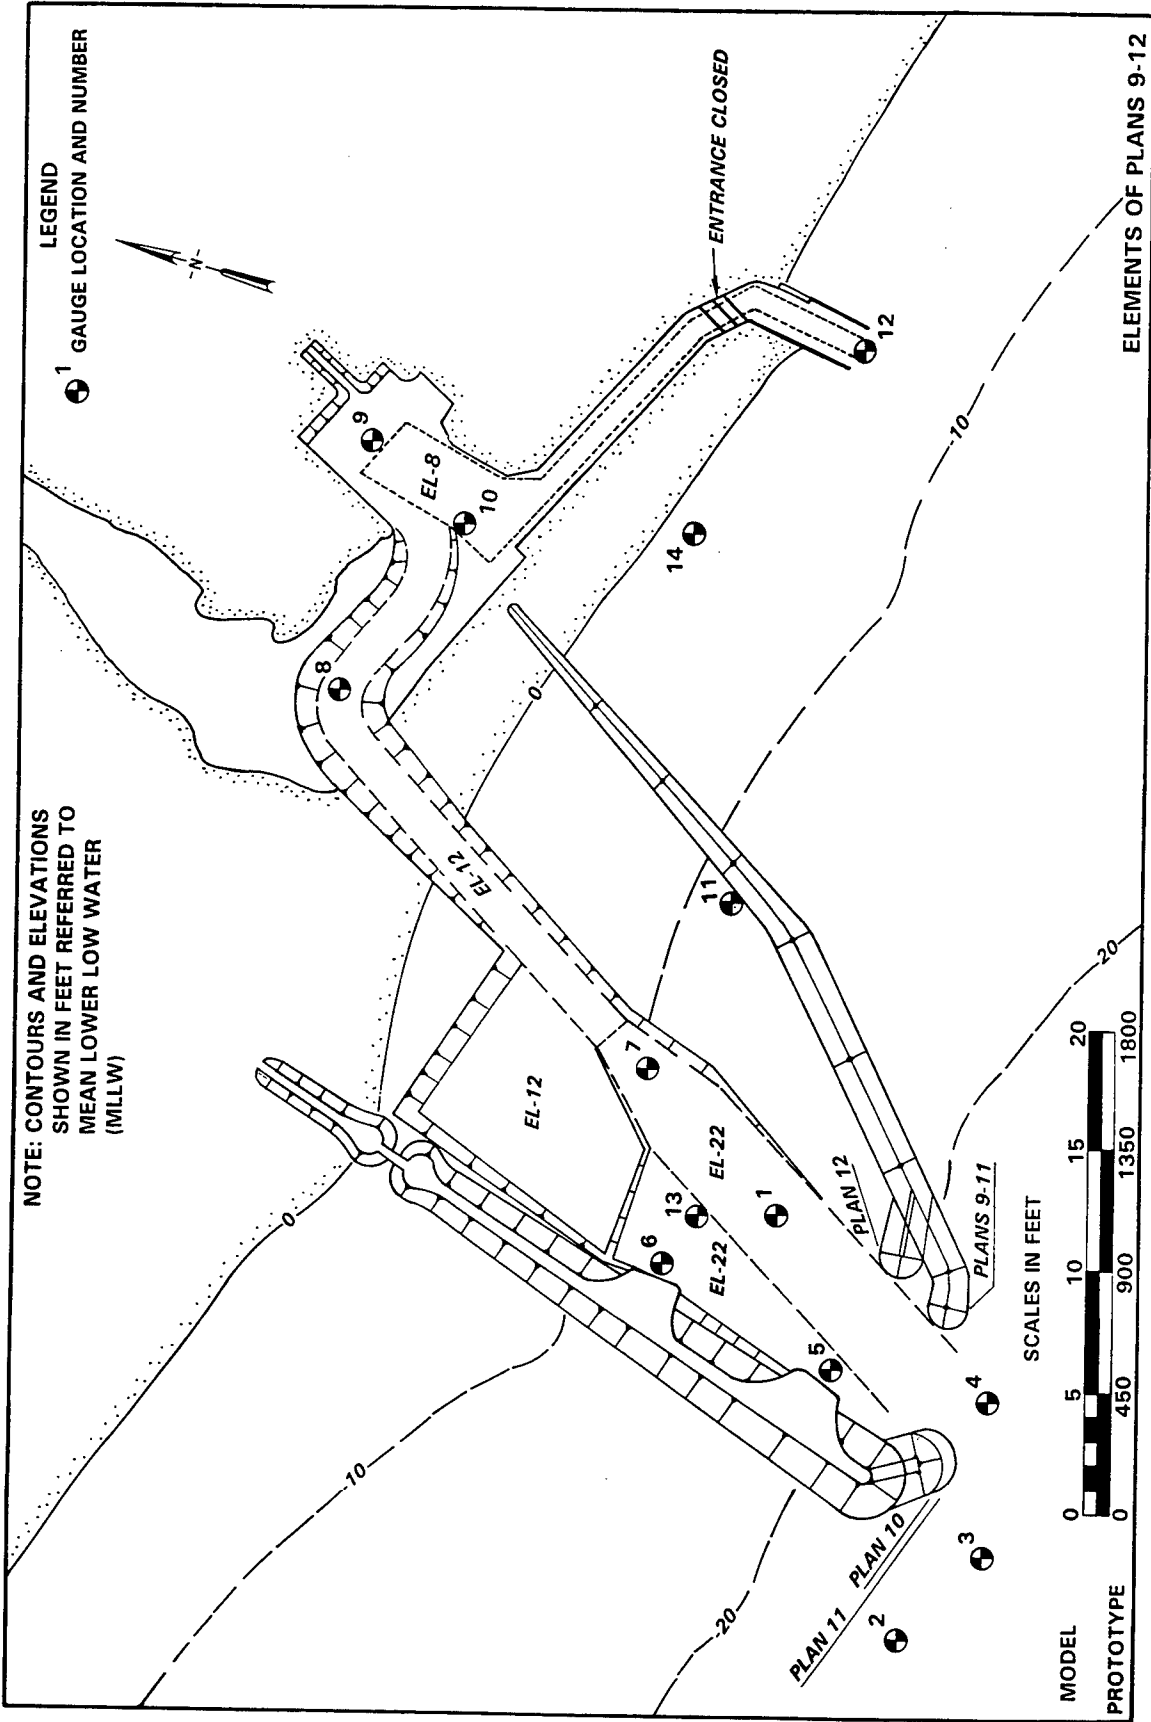 NOTE: CONTOURS AND ELEVATIONS
SHOWN IN FEET REFERRED TO
MEAN LOWER LOW WATER
(MLLW)
LEGEND
1 GAUGE LOCATION AND NUMBER
-N-
0
-10
-20
EL-12
EL-12
8
9
EL-8
10
ENTRANCE CLOSED
12
14
0
-10
11
-20
7
EL-22
13
1
6
EL-22
5
PLAN 12
PLANS 9-11
4
3
2
PLAN 11
PLAN 10
SCALES IN FEET
MODEL
0 5 10 15 20
PROTOTYPE
0 450 900 1350 1800
ELEMENTS OF PLANS 9-12